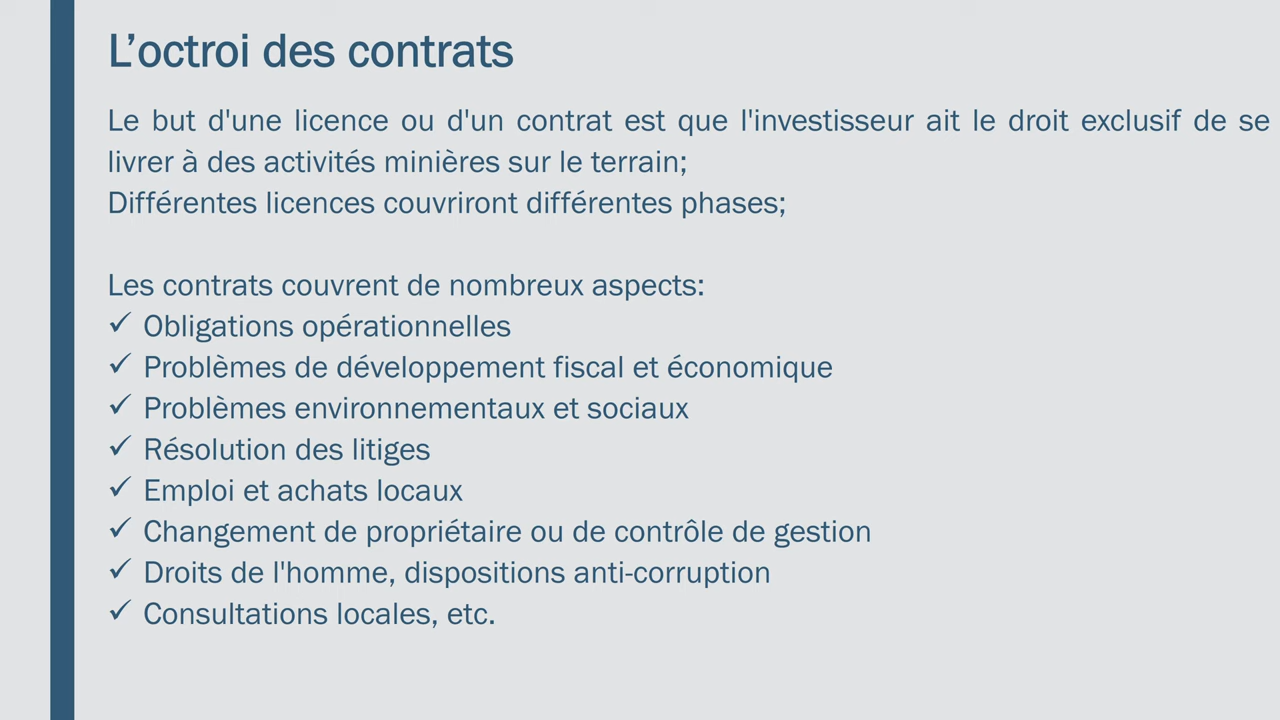 L’octroi des contrats
Le but d'une licence ou d'un contrat est que l'investisseur ait le droit exclusif de se
livrer à des activités minières sur le terrain;
Différentes licences couvriront différentes phases;
Les contrats couvrent de nombreux aspects:
✓ Obligations opérationnelles
✓ Problèmes de développement fiscal et économique
✓ Problèmes environnementaux et sociaux
✓ Résolution des litiges
✓ Emploi et achats locaux
✓ Changement de propriétaire ou de contrôle de gestion
✓ Droits de l'homme, dispositions anti-corruption
✓ Consultations locales, etc.